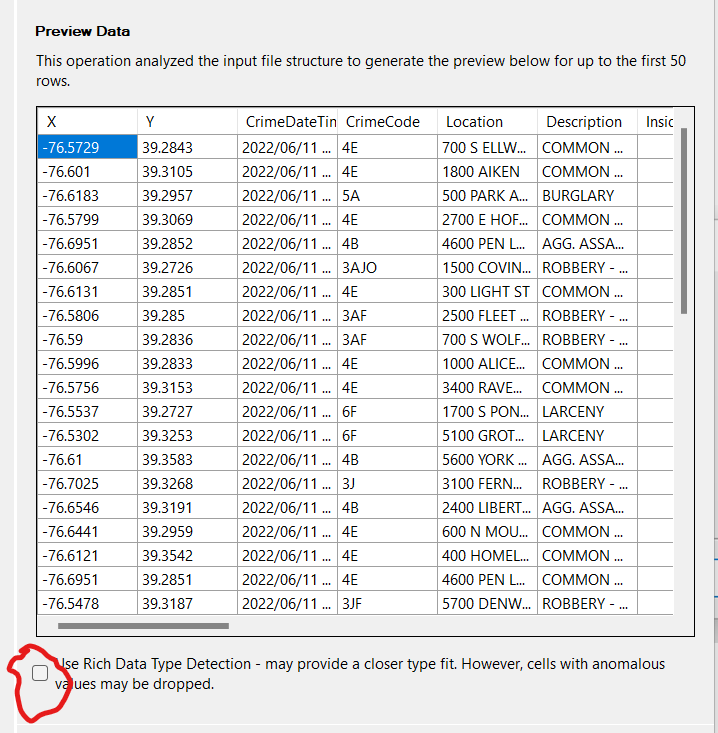 Preview Data
This operation analyzed the input file structure to generate the preview below for up to the first 50
rows.
X Y CrimeDateTin CrimeCode Location Description Insic
-76.5729 39.2843 2022/06/11 ... 4E 700 S ELLW... COMMON ...
-76.601 39.3105 2022/06/11 ... 4E 1800 AIKEN COMMON ...
-76.6183 39.2957 2022/06/11 ... 5A 500 PARK A... BURGLARY
-76.5799 39.3069 2022/06/11 ... 4E 2700 E HOF... COMMON ...
-76.6951 39.2852 2022/06/11 ... 4B 4600 PEN L... AGG. ASSA...
-76.6067 39.2726 2022/06/11 ... 3AJO 1500 COVIN... ROBBERY - ...
-76.6131 39.2851 2022/06/11 ... 4E 300 LIGHT ST COMMON ...
-76.5806 39.285 2022/06/11 ... 3AF 2500 FLEET ... ROBBERY - ...
-76.59 39.2836 2022/06/11 ... 3AF 700 S WOLF... ROBBERY - ...
-76.5996 39.2833 2022/06/11 ... 4E 1000 ALICE... COMMON ...
-76.5756 39.3153 2022/06/11 ... 4E 3400 RAVE... COMMON ...
-76.5537 39.2727 2022/06/11 ... 6F 1700 S PON... LARCENY
-76.5302 39.3253 2022/06/11 ... 6F 5100 GROT... LARCENY
-76.61 39.3583 2022/06/11 ... 4B 5600 YORK ... AGG. ASSA...
-76.7025 39.3268 2022/06/11 ... 3J 3100 FERN... ROBBERY - ...
-76.6546 39.3191 2022/06/11 ... 4B 2400 LIBERT... AGG. ASSA...
-76.6441 39.2959 2022/06/11 ... 4E 600 N MOU... COMMON ...
-76.6121 39.3542 2022/06/11 ... 4E 400 HOMEL... COMMON ...
-76.6951 39.2851 2022/06/11 ... 4E 4600 PEN L... COMMON ...
-76.5478 39.3187 2022/06/11 ... 3JF 5700 DENW... ROBBERY - ...
Use Rich Data Type Detection - may provide a closer type fit. However, cells with anomalous
values may be dropped.